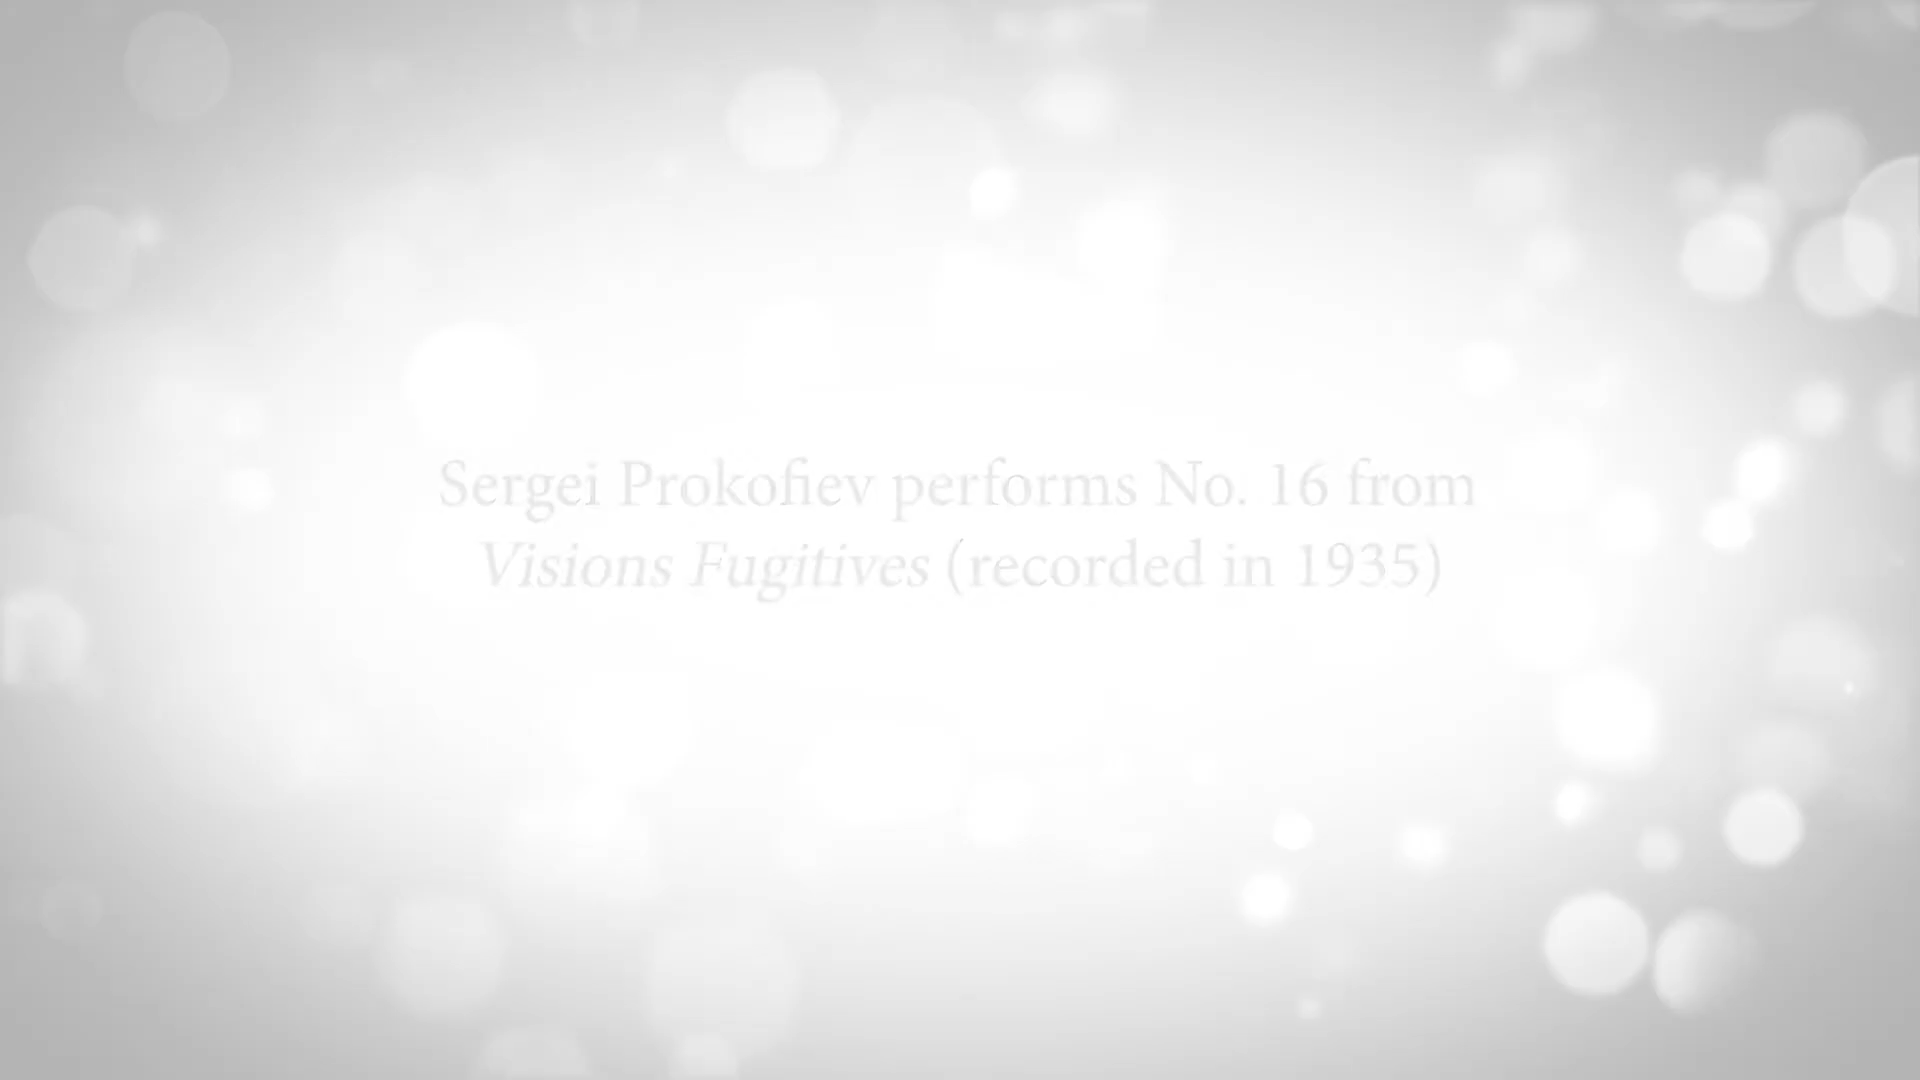 Sergei Prokofiev performs No. 16 from
Visions Fugitives (recorded in 1935)